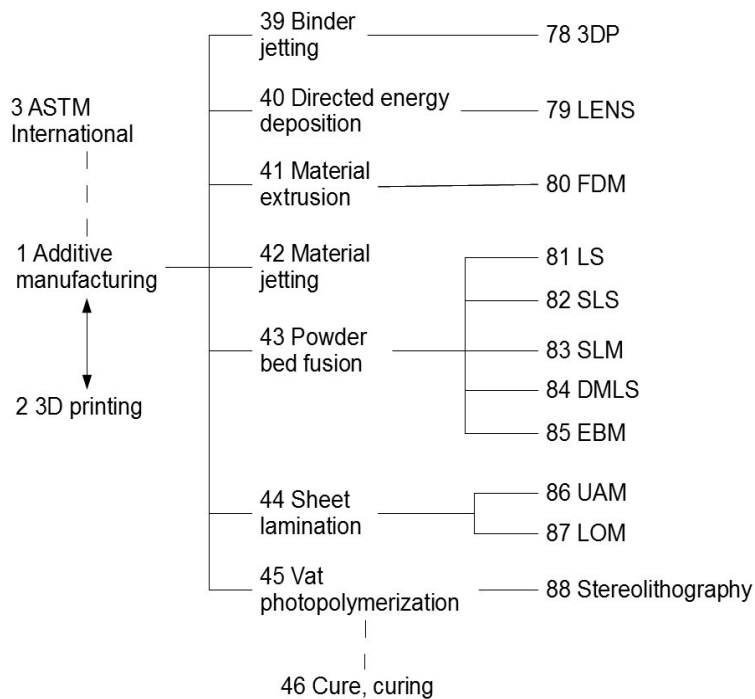 39 Binder
jetting
78 3DP
3 ASTM
International
40 Directed energy
deposition
79 LENS
41 Material
extrusion
80 FDM
1 Additive
manufacturing
42 Material
jetting
81 LS
82 SLS
43 Powder
bed fusion
83 SLM
84 DMLS
85 EBM
2 3D printing
44 Sheet
lamination
86 UAM
87 LOM
45 Vat
photopolymerization
88 Stereolithography
46 Cure, curing